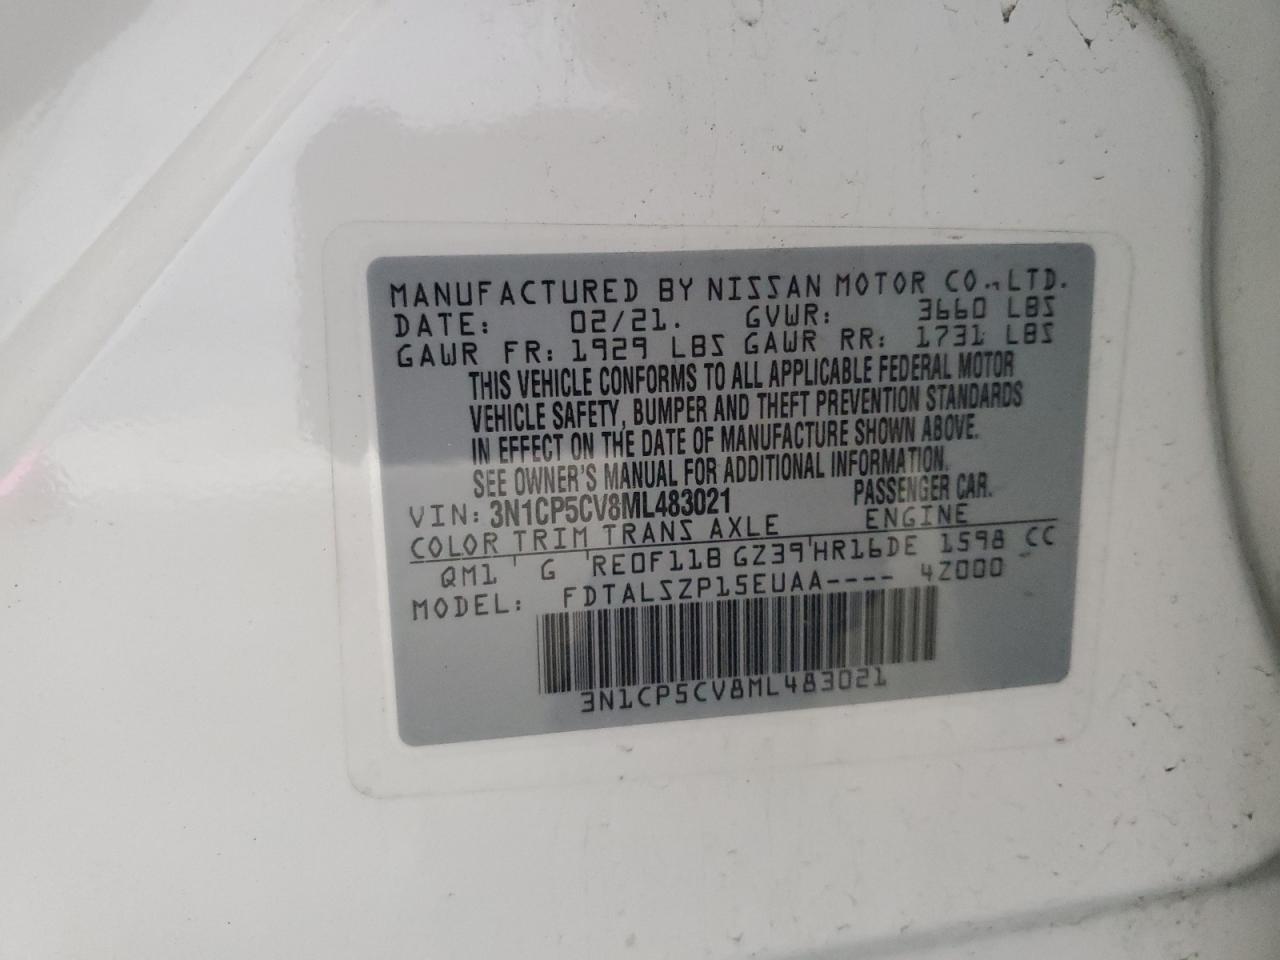 MANUFACTURED BY NISSAN MOTOR CO., LTD.
DATE: 02/21. GVWR: 3660 LBS
GAWR FR: 1929 LBS GAWR RR: 1731 LBS
THIS VEHICLE CONFORMS TO ALL APPLICABLE FEDERAL MOTOR
VEHICLE SAFETY, BUMPER AND THEFT PREVENTION STANDARDS
IN EFFECT ON THE DATE OF MANUFACTURE SHOWN ABOVE.
SEE OWNER'S MANUAL FOR ADDITIONAL INFORMATION.
VIN: 3N1CP5CV8ML483021 PASSENGER CAR.
COLOR TRIM TRANS AXLE ENGINE
QM1 G RE0F11B GZ39 HR16DE 1598 CC
MODEL: FDTALSZP15EUAA---- 4Z000
3N1CP5CV8ML483021